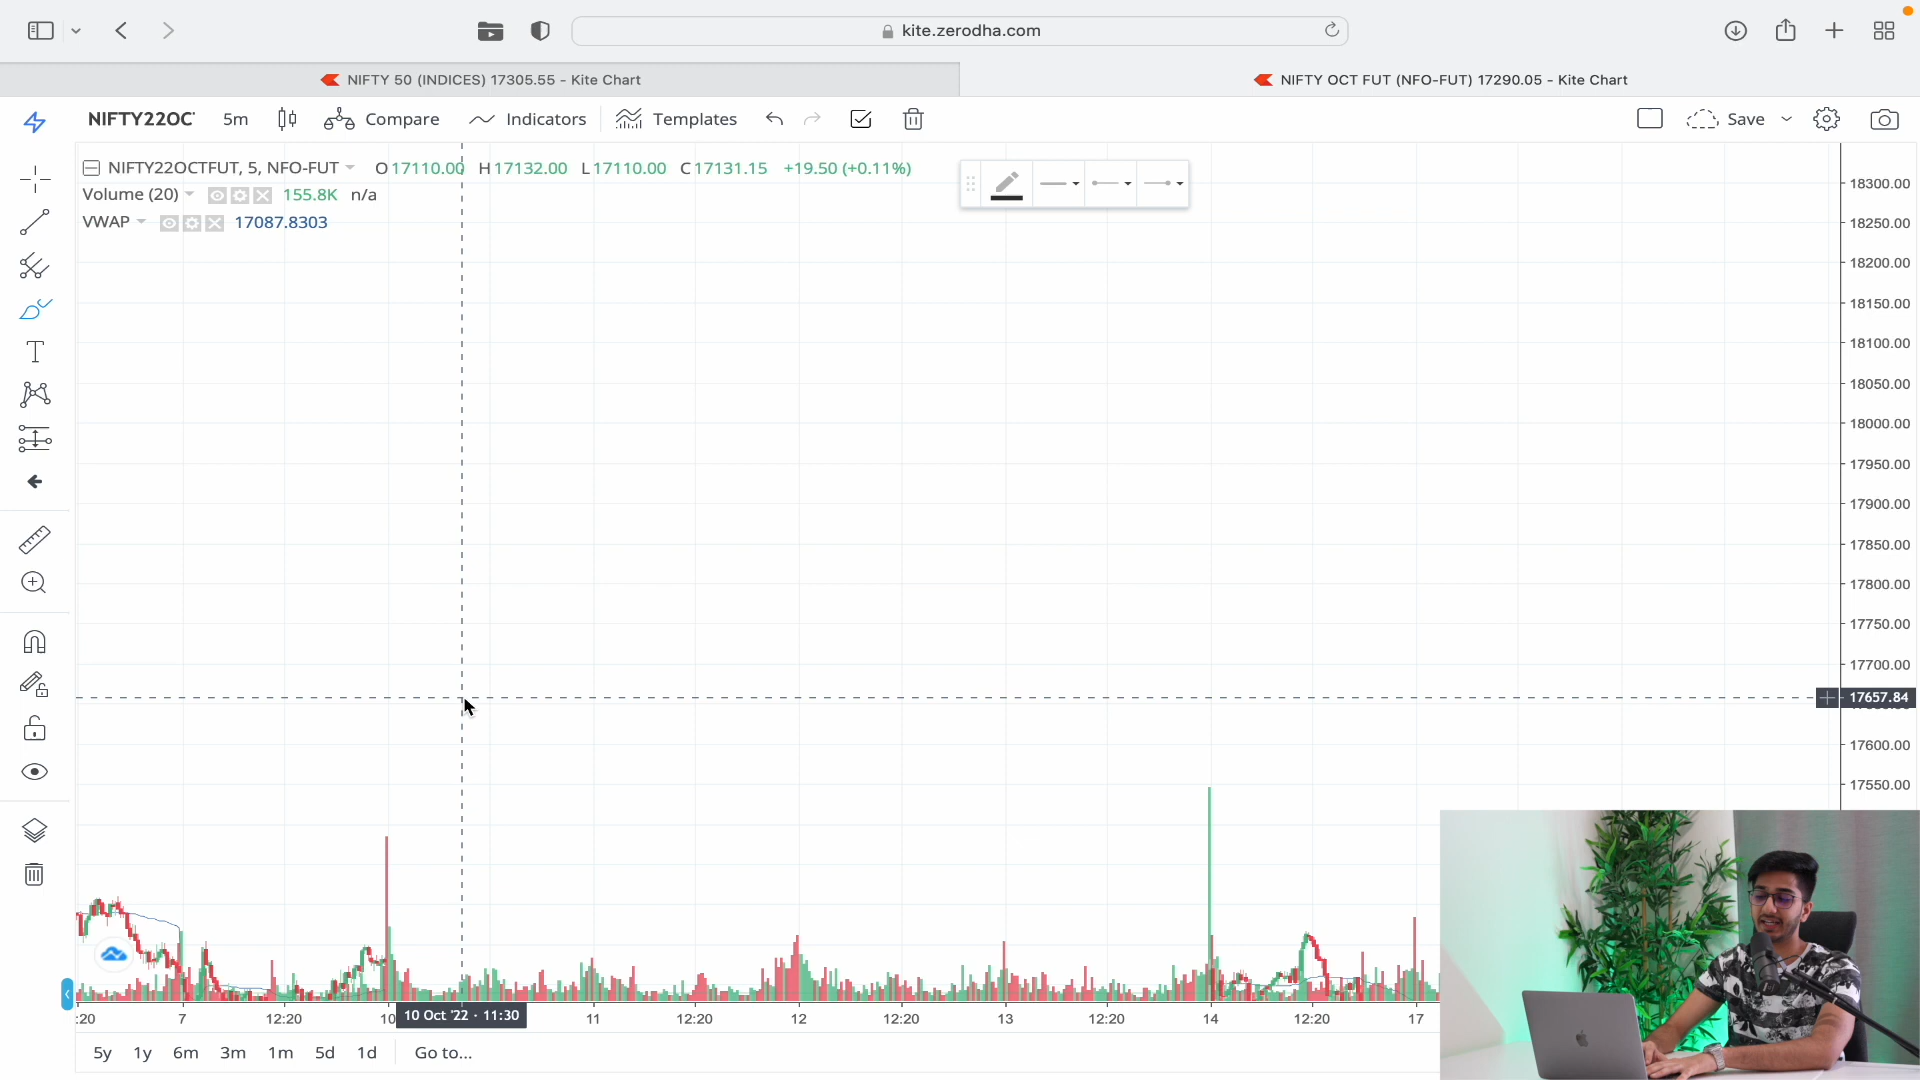 kite.zerodha.com
NIFTY 50 (INDICES) 17305.55 - Kite Chart
NIFTY OCT FUT (NFO-FUT) 17290.05 - Kite Chart
NIFTY22OC
5m
Compare
Indicators
Templates
Save
NIFTY22OCTFUT, 5, NFO-FUT O17110.00 H17132.00 L17110.00 C17131.15 +19.50 (+0.11%)
Volume (20) 155.8K n/a
VWAP 17087.8303
18300.00
18250.00
18200.00
18150.00
18100.00
18050.00
18000.00
17950.00
17900.00
17850.00
17800.00
17750.00
17700.00
17657.84
17600.00
17550.00
:20 7 12:20 10 10 Oct '22 · 11:30 11 12:20 12 12:20 13 12:20 14 12:20 17
5y 1y 6m 3m 1m 5d 1d Go to...